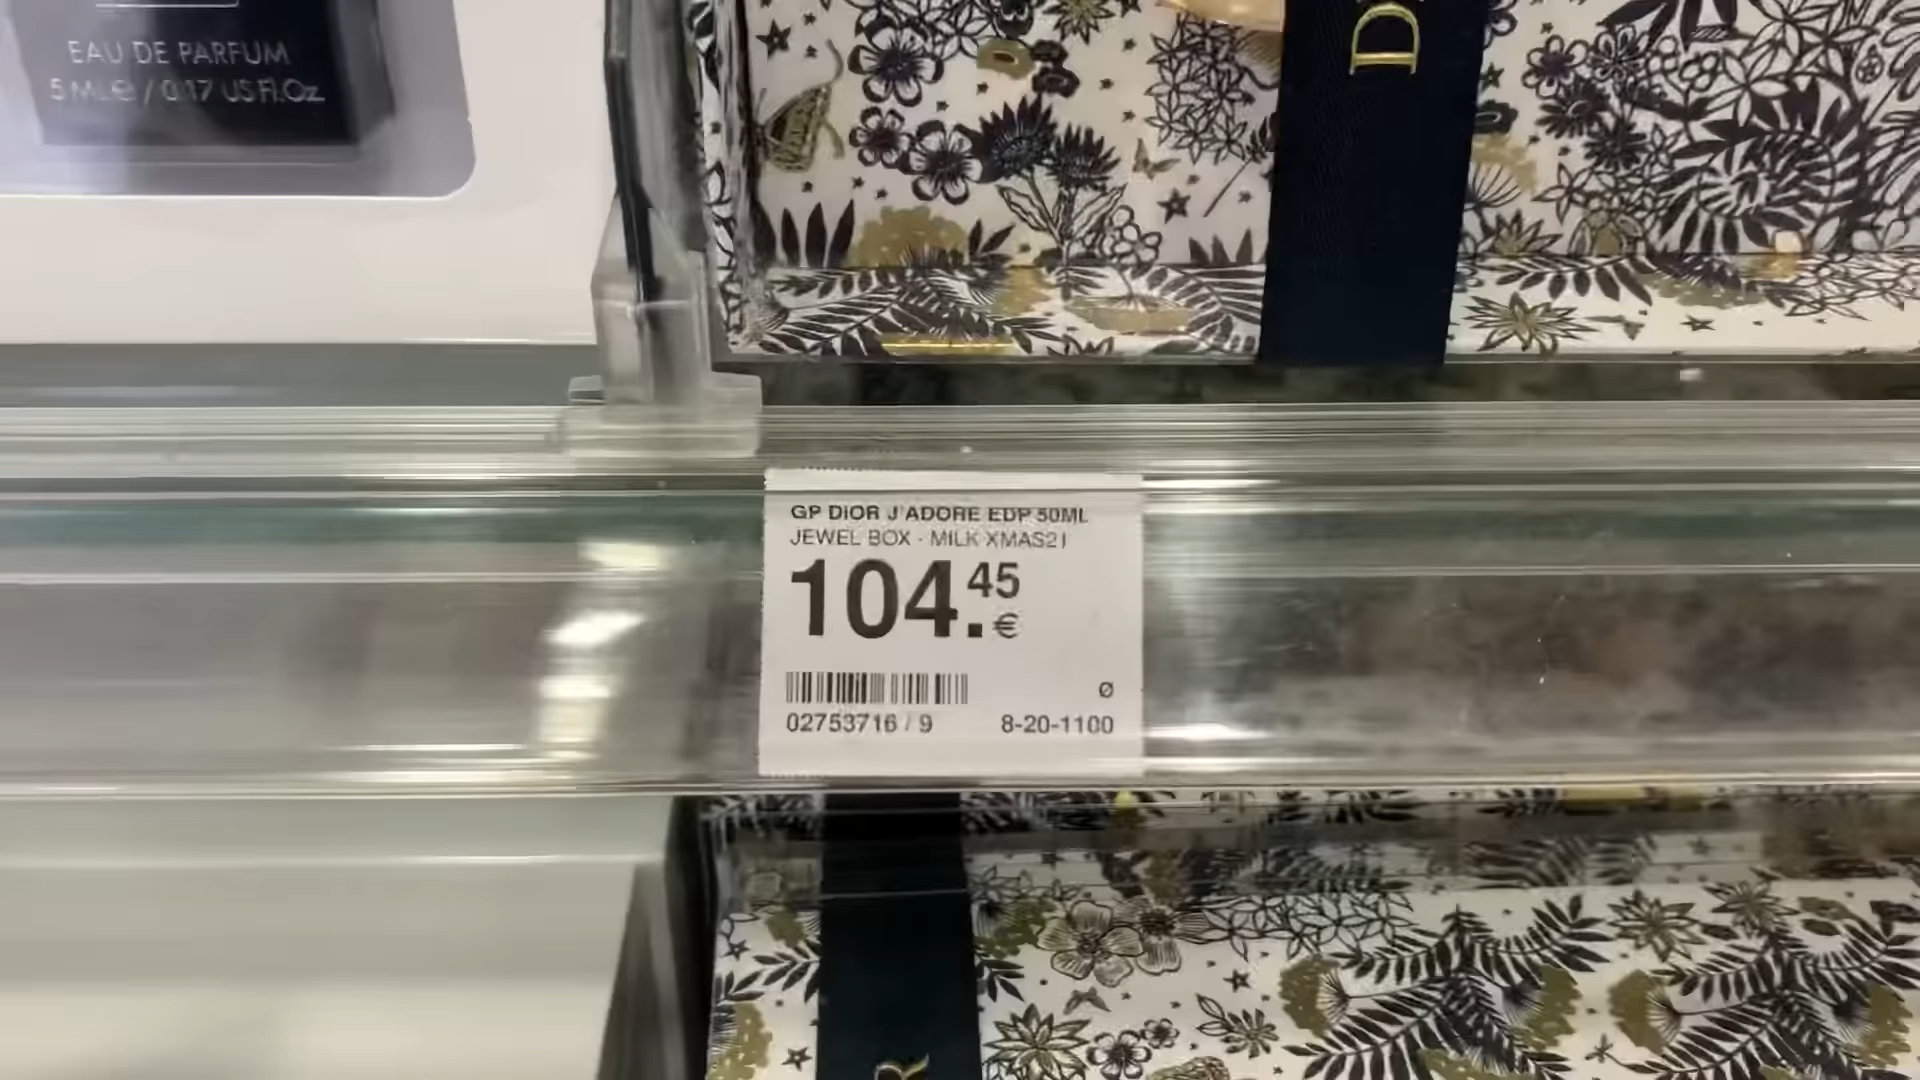 EAU DE PARFUM
5 ML e / 0.17 US Fl.Oz
D
GP DIOR J'ADORE EDP 50ML
JEWEL BOX - MILK XMAS21
104.45 €
Ø
02753716 / 9 8-20-1100
R